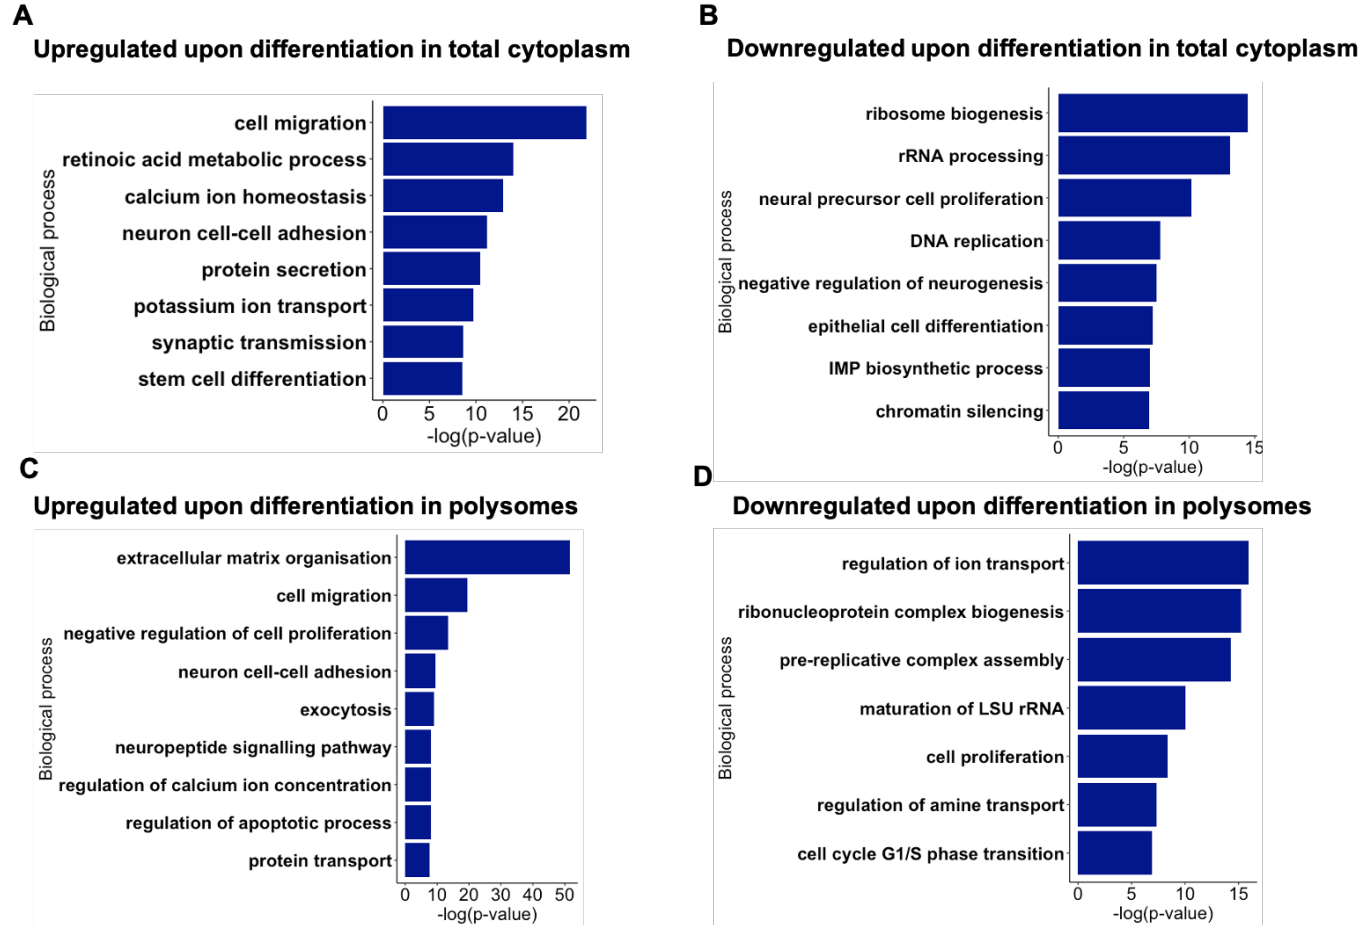 A
Upregulated upon differentiation in total cytoplasm
Biological process
cell migration
retinoic acid metabolic process
calcium ion homeostasis
neuron cell-cell adhesion
protein secretion
potassium ion transport
synaptic transmission
stem cell differentiation
0 5 10 15 20
-log(p-value)
B
Downregulated upon differentiation in total cytoplasm
Biological process
ribosome biogenesis
rRNA processing
neural precursor cell proliferation
DNA replication
negative regulation of neurogenesis
epithelial cell differentiation
IMP biosynthetic process
chromatin silencing
0 5 10 15
-log(p-value)
C
Upregulated upon differentiation in polysomes
Biological process
extracellular matrix organisation
cell migration
negative regulation of cell proliferation
neuron cell-cell adhesion
exocytosis
neuropeptide signalling pathway
regulation of calcium ion concentration
regulation of apoptotic process
protein transport
0 10 20 30 40 50
-log(p-value)
D
Downregulated upon differentiation in polysomes
Biological process
regulation of ion transport
ribonucleoprotein complex biogenesis
pre-replicative complex assembly
maturation of LSU rRNA
cell proliferation
regulation of amine transport
cell cycle G1/S phase transition
0 5 10 15
-log(p-value)